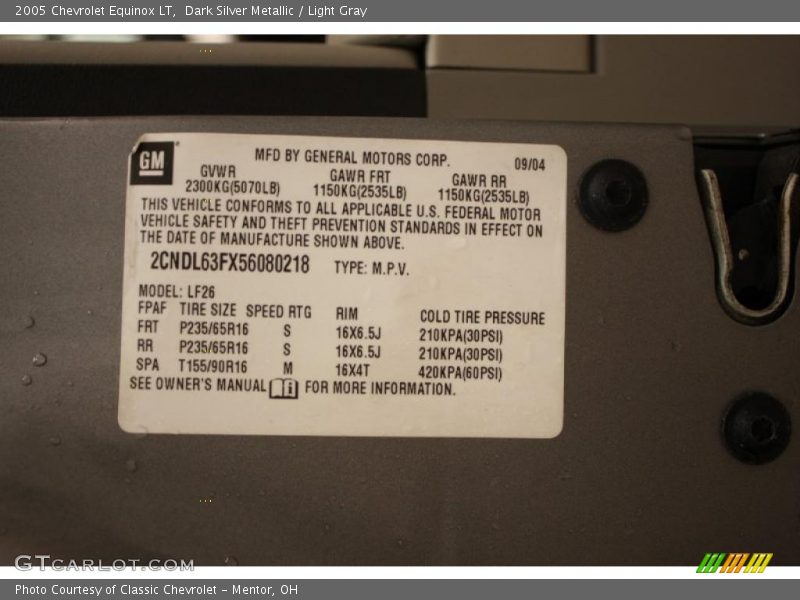 2005 Chevrolet Equinox LT, Dark Silver Metallic / Light Gray
GM
MFD BY GENERAL MOTORS CORP. 09/04
GVWR GAWR FRT GAWR RR
2300KG(5070LB) 1150KG(2535LB) 1150KG(2535LB)
THIS VEHICLE CONFORMS TO ALL APPLICABLE U.S. FEDERAL MOTOR
VEHICLE SAFETY AND THEFT PREVENTION STANDARDS IN EFFECT ON
THE DATE OF MANUFACTURE SHOWN ABOVE.
2CNDL63FX56080218 TYPE: M.P.V.
MODEL: LF26
FPAF TIRE SIZE SPEED RTG RIM COLD TIRE PRESSURE
FRT P235/65R16 S 16X6.5J 210KPA(30PSI)
RR P235/65R16 S 16X6.5J 210KPA(30PSI)
SPA T155/90R16 M 16X4T 420KPA(60PSI)
SEE OWNER'S MANUAL FOR MORE INFORMATION.
GTCARLOT.COM
Photo Courtesy of Classic Chevrolet - Mentor, OH